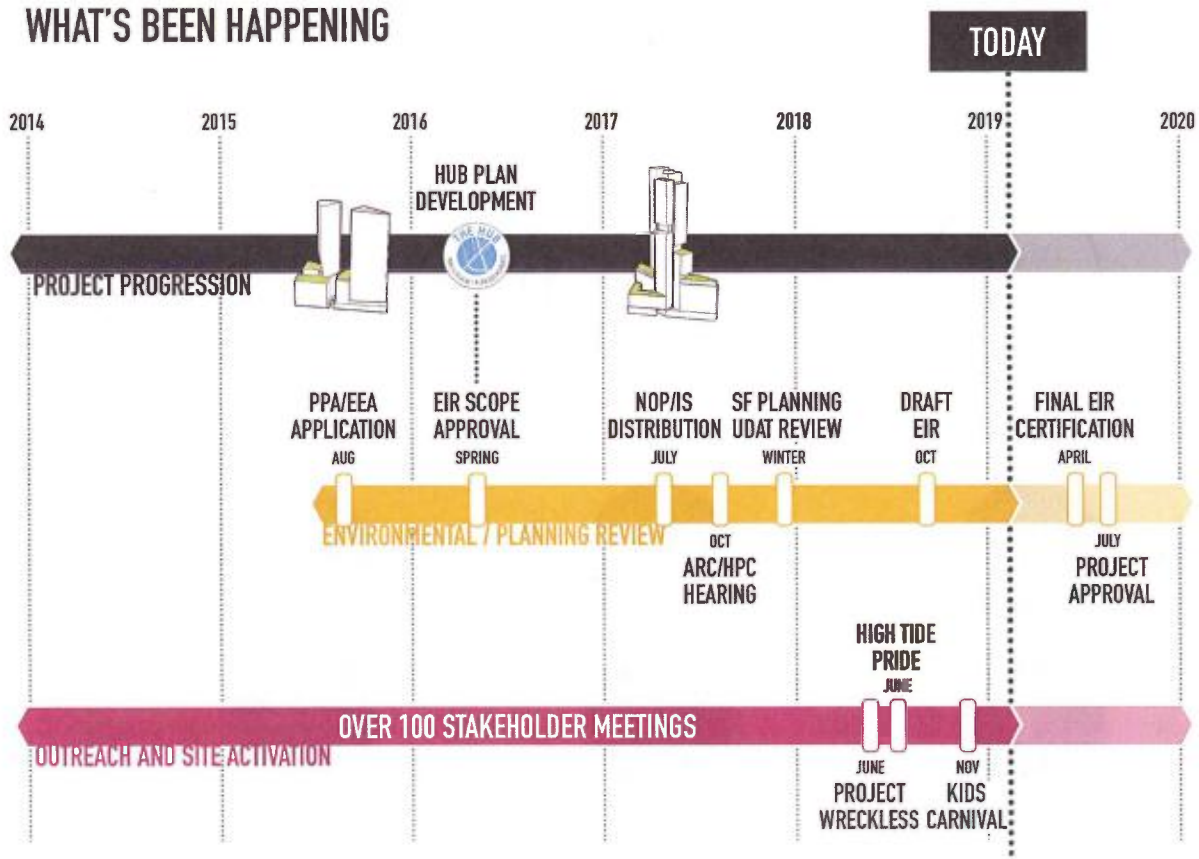 WHAT'S BEEN HAPPENING
TODAY
2014
2015
2016
2017
2018
2019
2020
HUB PLAN
DEVELOPMENT
THE HUB
PROJECT PROGRESSION
PPA/EEA
APPLICATION
AUG
EIR SCOPE
APPROVAL
SPRING
NOP/IS
DISTRIBUTION
JULY
SF PLANNING
UDAT REVIEW
WINTER
DRAFT
EIR
OCT
FINAL EIR
CERTIFICATION
APRIL
ENVIRONMENTAL / PLANNING REVIEW
OCT
ARC/HPC
HEARING
JULY
PROJECT
APPROVAL
HIGH TIDE
PRIDE
JUNE
OVER 100 STAKEHOLDER MEETINGS
OUTREACH AND SITE ACTIVATION
JUNE
PROJECT
WRECKLESS
NOV
KIDS
CARNIVAL